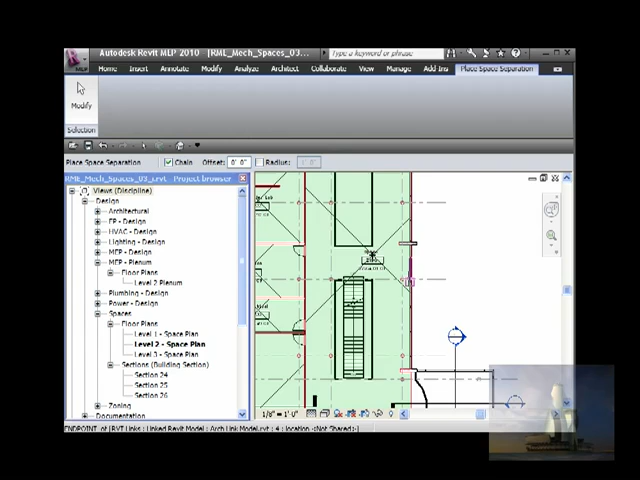 Autodesk Revit MEP 2010 - [RME_Mech_Spaces_03...
Type a keyword or phrase
Home Insert Annotate Modify Analyze Architect Collaborate View Manage Add-Ins Place Space Separation
Modify
Selection
Place Space Separation Chain Offset: 0' 0" Radius: 1' 0"
RME_Mech_Spaces_03_i.rvt - Project browser
Views (Discipline)
Design
Architectural
FP - Design
HVAC - Design
Lighting - Design
MEP - Design
MEP - Plenum
Floor Plans
Level 2 Plenum
Plumbing - Design
Power - Design
Spaces
Floor Plans
Level 1 - Space Plan
Level 2 - Space Plan
Level 3 - Space Plan
Sections (Building Section)
Section 24
Section 25
Section 26
Zoning
Documentation
1/8" = 1'-0"
ENDPOINT of (RVT Links : Linked Revit Model : Arch Link Model.rvt : 4 : location <Not Shared>)